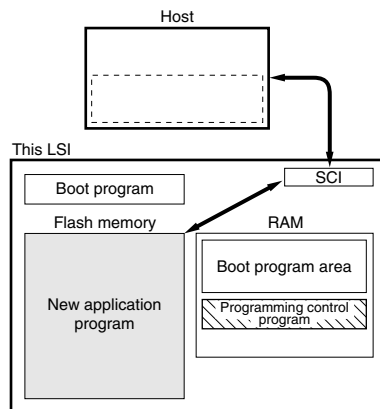 Host
This LSI
SCI
Boot program
Flash memory
RAM
New application
program
Boot program area
Programming control
program